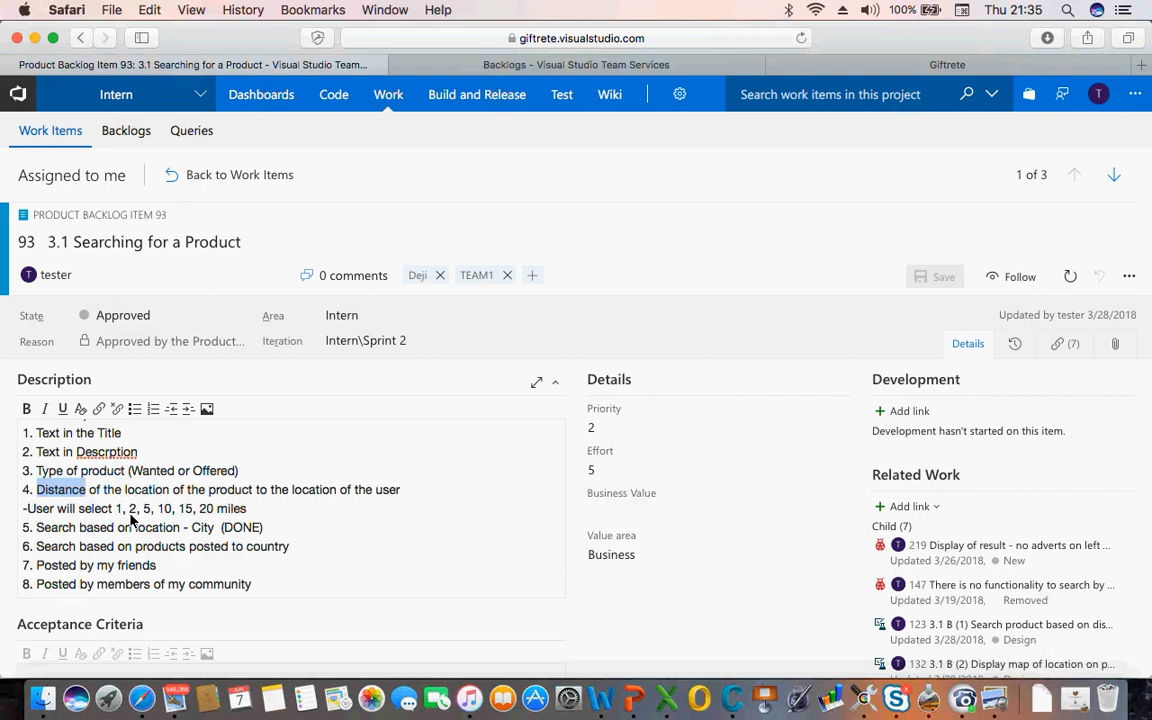 Safari File Edit View History Bookmarks Window Help 100% Thu 21:35
giftrete.visualstudio.com
Product Backlog Item 93: 3.1 Searching for a Product - Visual Studio Team... Backlogs - Visual Studio Team Services Giftrete
Intern Dashboards Code Work Build and Release Test Wiki Search work items in this product T
Work Items Backlogs Queries
Assigned to me Back to Work Items 1 of 3
PRODUCT BACKLOG ITEM 93
93 3.1 Searching for a Product
T tester 0 comments Deji TEAM1 Save Follow
State Approved Area Intern Updated by tester 3/28/2018
Reason Approved by the Product... Iteration Intern\Sprint 2 Details (7)
Description
B I U
1. Text in the Title
2. Text in Descrption
3. Type of product (Wanted or Offered)
4. Distance of the location of the product to the location of the user
-User will select 1, 2, 5, 10, 15, 20 miles
5. Search based on location - City (DONE)
6. Search based on products posted to country
7. Posted by my friends
8. Posted by members of my community
Acceptance Criteria
B I U
Details
Priority
2
Effort
5
Business Value
Value area
Business
Development
Add link
Development hasn't started on this item.
Related Work
Add link
Child (7)
T 219 Display of result - no adverts on left ...
Updated 3/26/2018, New
T 147 There is no functionality to search by ...
Updated 3/19/2018, Removed
T 123 3.1 B (1) Search product based on dis...
Updated 3/28/2018, Design
T 132 3.1 B (2) Display map of location on p...